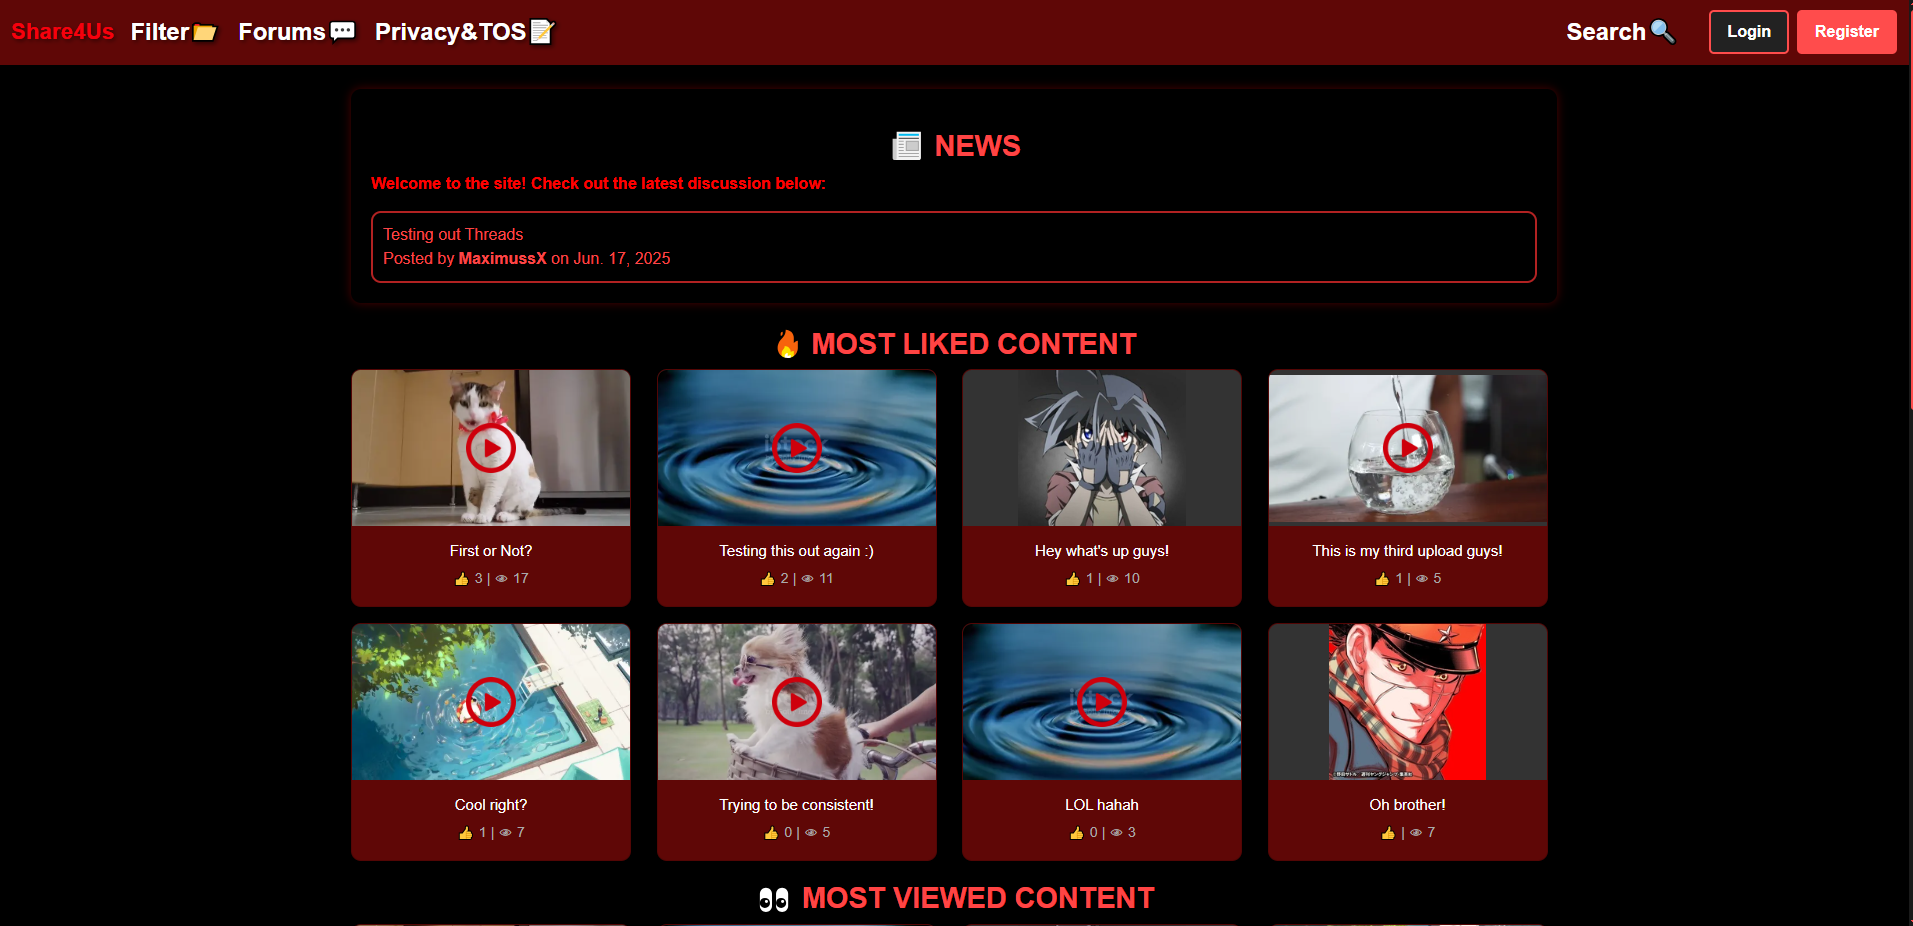 Share4Us Filter📁 Forums💬 Privacy&TOS📝 Search🔍 Login Register
📰 NEWS
Welcome to the site! Check out the latest discussion below:
Testing out Threads
Posted by MaximussX on Jun. 17, 2025
🔥 MOST LIKED CONTENT
First or Not?
👍 3 | 👁 17
Testing this out again :)
👍 2 | 👁 11
Hey what's up guys!
👍 1 | 👁 10
This is my third upload guys!
👍 1 | 👁 5
Cool right?
👍 1 | 👁 7
Trying to be consistent!
👍 0 | 👁 5
LOL hahah
👍 0 | 👁 3
Oh brother!
👍 | 👁 7
👀 MOST VIEWED CONTENT